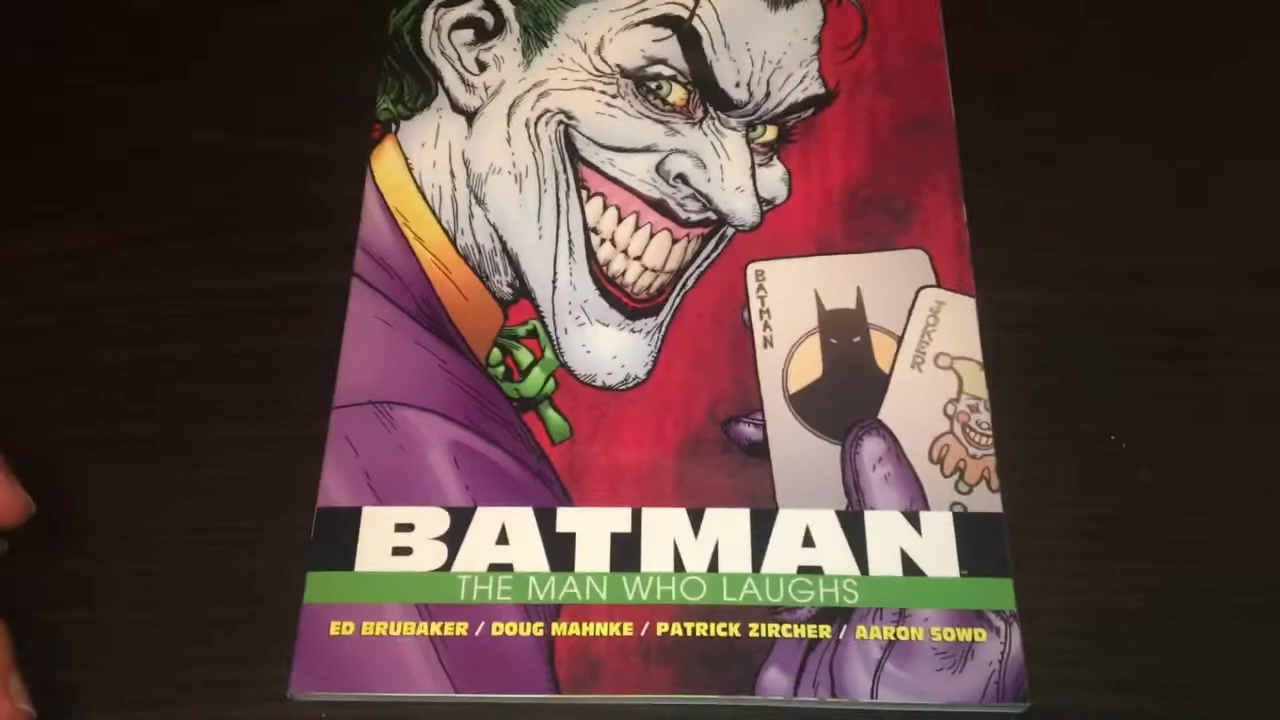 BATMAN
JOKER
BATMAN
THE MAN WHO LAUGHS
ED BRUBAKER / DOUG MAHNKE / PATRICK ZIRCHER / AARON SOWD